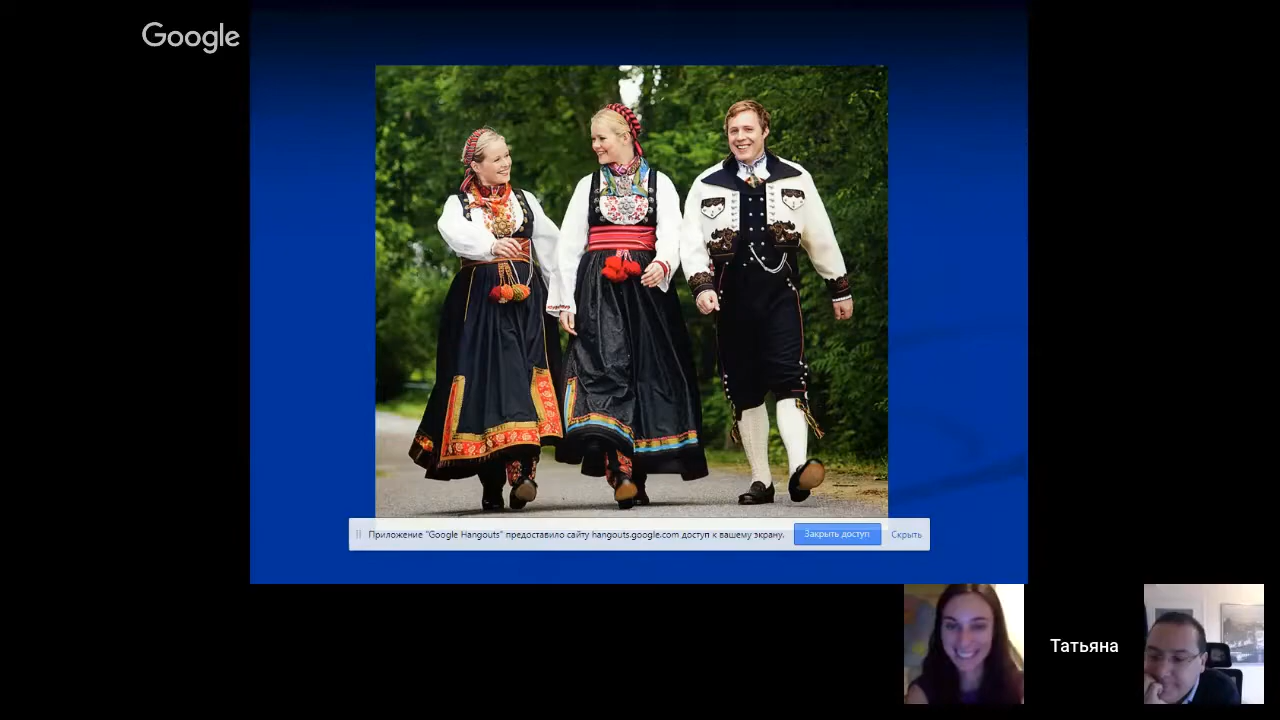 Google
Приложение "Google Hangouts" предоставило сайту hangouts.google.com доступ к вашему экрану.
Закрыть доступ
Скрыть
Татьяна